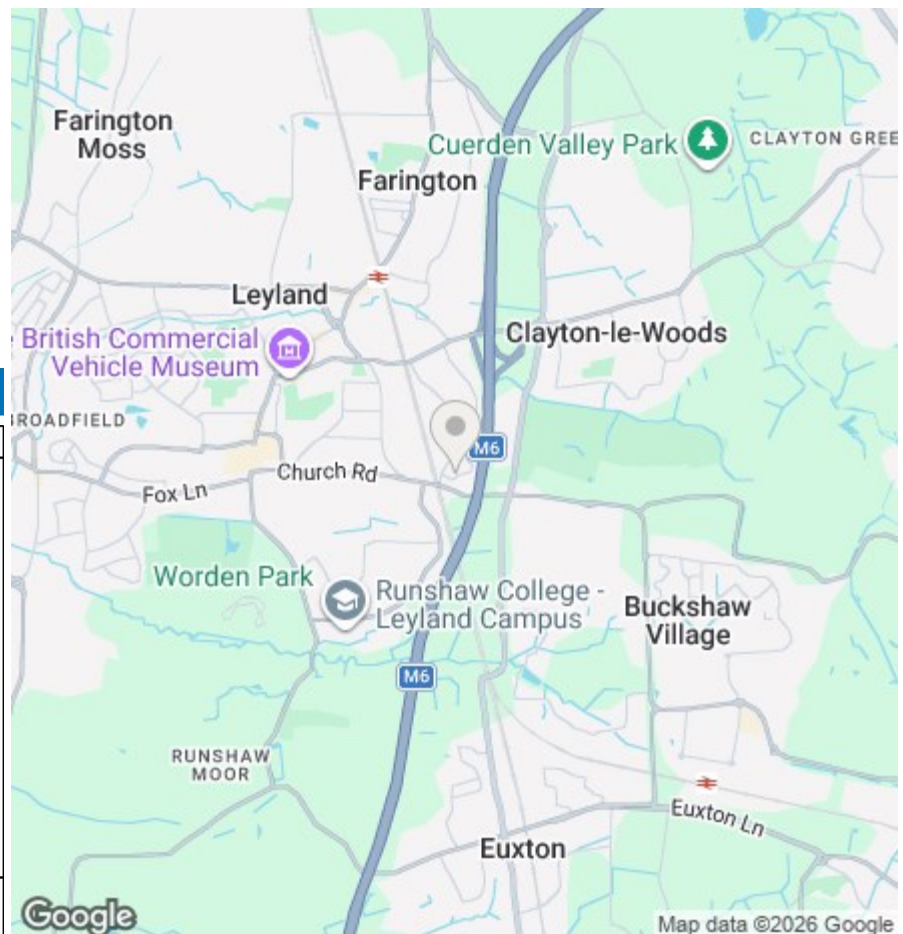 Farington
Moss
Cuerden Valley Park
CLAYTON GREE
Farington
Leyland
British Commercial
Vehicle Museum
Clayton-le-Woods
BROADFIELD
M6
Church Rd
Fox Ln
Worden Park
Runshaw College -
Leyland Campus
Buckshaw
Village
M6
RUNSHAW
MOOR
Euxton Ln
Euxton
Google
Map data ©2026 Google